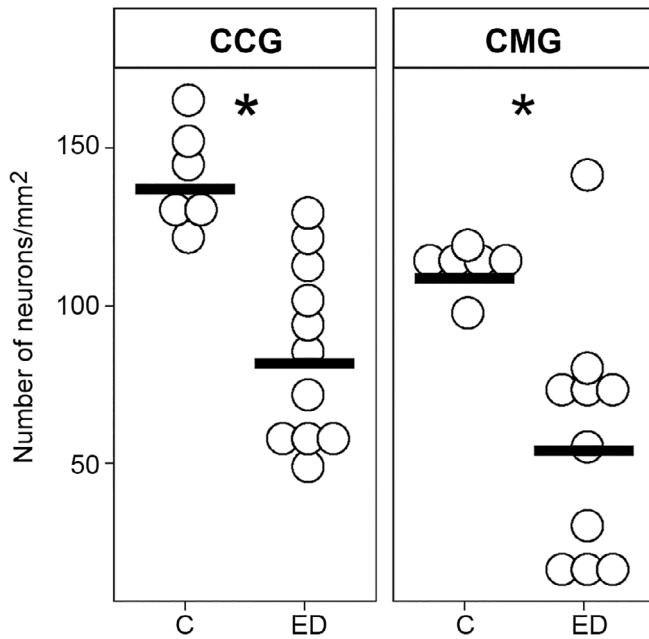 CCG
CMG
*
*
Number of neurons/mm²
150
100
50
C
ED
C
ED